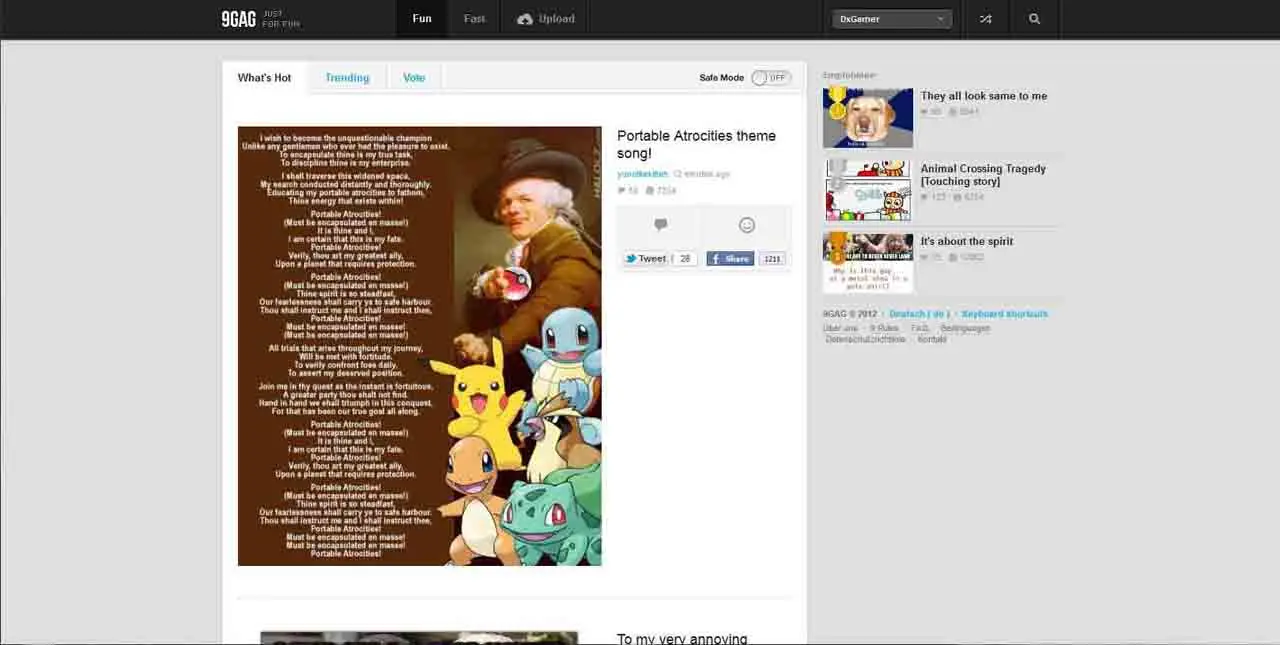 9GAG JUST FOR FUN
Fun
Fast
Upload
DxGamer
What's Hot
Trending
Vote
Safe Mode
OFF
I wish to become the unquestionable champion
Unlike any gentleman who ever had the pleasure to exist.
To encapsulate thine is my true task,
To discipline thine is my enterprise.
I shall traverse this widened space,
My search conducted distantly and thoroughly.
Educating my portable atrocities to fathom,
Thine energy that exists within!
Portable Atrocities!
(Must be encapsulated en masse!)
It is thine and I,
I am certain that this is my fate.
Portable Atrocities!
Verily, thou art my greatest ally,
Upon a planet that requires protection.
Portable Atrocities!
(Must be encapsulated en masse!)
Thine spirit is so steadfast,
Our fearlessness shall carry ye to safe harbour.
Thou shall instruct me and I shall instruct thee,
Portable Atrocities!
Must be encapsulated en masse!
(Must be encapsulated en masse!)
All trials that arise throughout my journey,
Will be met with fortitude.
To verily confront foes daily,
To assert my deserved position.
Join me in thy quest as the instant is fortuitous,
A greater party thou shalt not find.
Hand in hand we shall triumph in this conquest.
For that has been our true goal all along.
Portable Atrocities!
(Must be encapsulated en masse!)
It is thine and I,
I am certain that this is my fate.
Portable Atrocities!
Verily, thou art my greatest ally,
Upon a planet that requires protection.
Portable Atrocities!
(Must be encapsulated en masse!)
Thine spirit is so steadfast,
Our fearlessness shall carry ye to safe harbour.
Thou shall instruct me and I shall instruct thee,
Portable Atrocities!
Must be encapsulated en masse!
Must be encapsulated en masse!
Portable Atrocities!
Portable Atrocities theme
song!
Tweet
28
Share
1211
To my very annoying
They all look same to me
Animal Crossing Tragedy
[Touching story]
It's about the spirit
Why is this guy
at a metal show in a
polo shirt?
9GAG © 2012 · Deutsch ( de ) · Keyboard shortcuts
Über uns · 9 Rules · FAQ · Bedingungen
Datenschutzrichtlinie · Kontakt